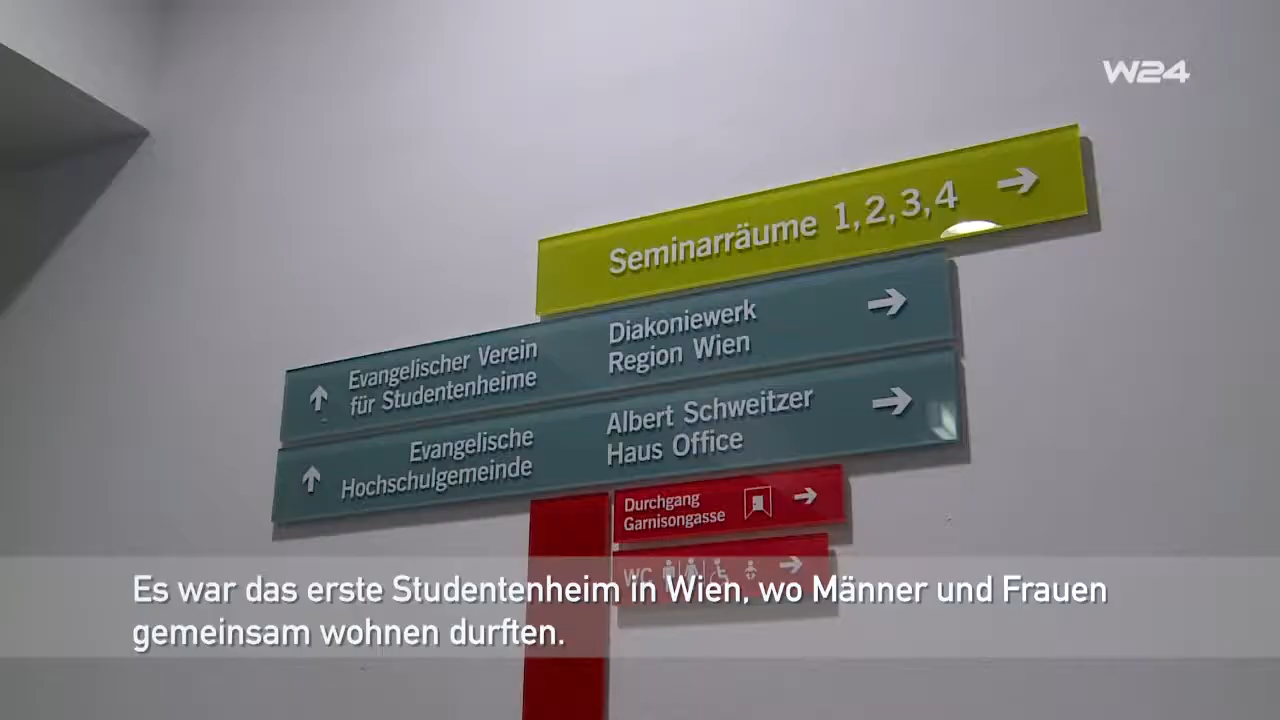 W24
Seminarräume 1,2,3,4
Evangelischer Verein
für Studentenheime
Diakoniewerk
Region Wien
Evangelische
Hochschulgemeinde
Albert Schweitzer
Haus Office
Durchgang
Garnisongasse
WC
Es war das erste Studentenheim in Wien, wo Männer und Frauen
gemeinsam wohnen durften.